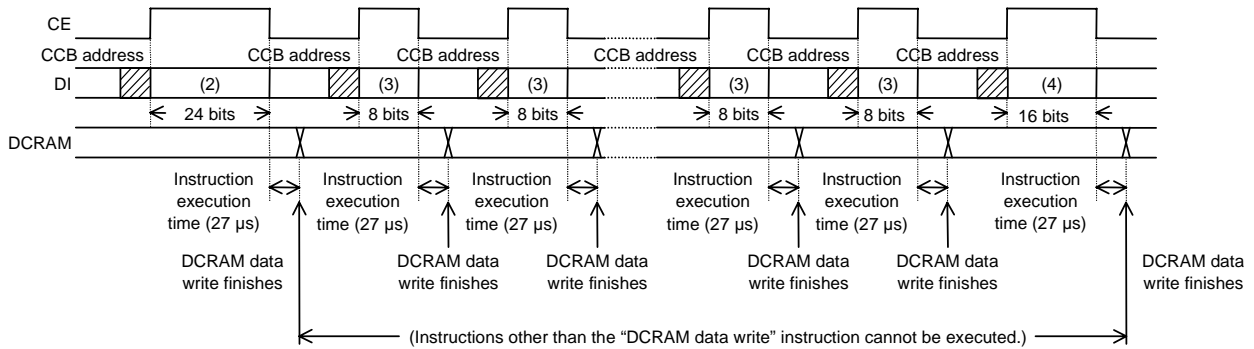 CE
CCB address CCB address CCB address CCB address CCB address CCB address
DI (2) (3) (3) (3) (3) (4)
24 bits 8 bits 8 bits 8 bits 8 bits 16 bits
DCRAM
Instruction Instruction Instruction Instruction Instruction Instruction
execution execution execution execution execution execution
time (27 µs) time (27 µs) time (27 µs) time (27 µs) time (27 µs) time (27 µs)
DCRAM data DCRAM data DCRAM data DCRAM data DCRAM data DCRAM data
write finishes write finishes write finishes write finishes write finishes write finishes
(Instructions other than the “DCRAM data write” instruction cannot be executed.)